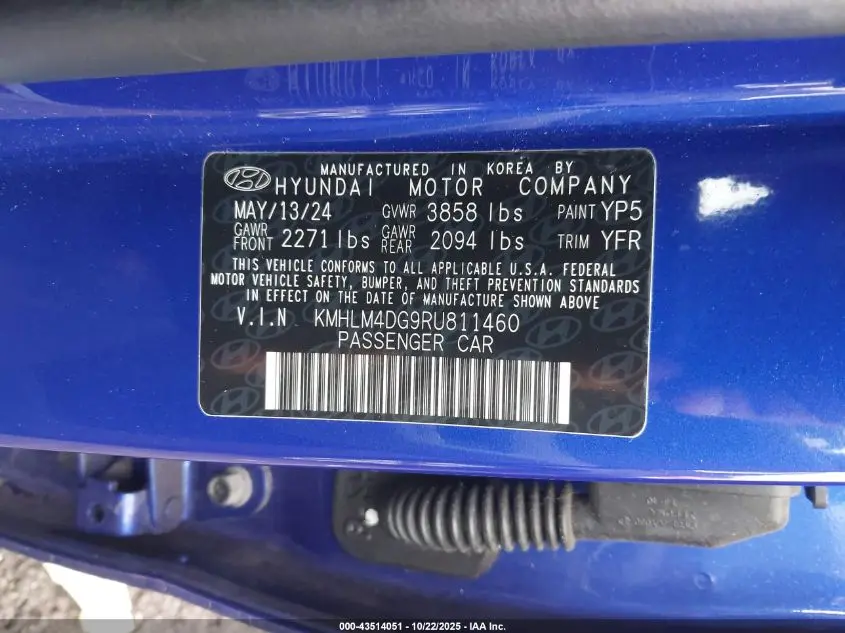 MANUFACTURED IN KOREA BY
HYUNDAI MOTOR COMPANY
MAY/13/24 GVWR 3858 lbs PAINT YP5
GAWR FRONT 2271 lbs GAWR REAR 2094 lbs TRIM YFR
THIS VEHICLE CONFORMS TO ALL APPLICABLE U.S.A. FEDERAL
MOTOR VEHICLE SAFETY, BUMPER, AND THEFT PREVENTION STANDARDS
IN EFFECT ON THE DATE OF MANUFACTURE SHOWN ABOVE
V.I.N KMHLM4DG9RU811460
PASSENGER CAR
000-43514051 - 10/22/2025 - IAA Inc.